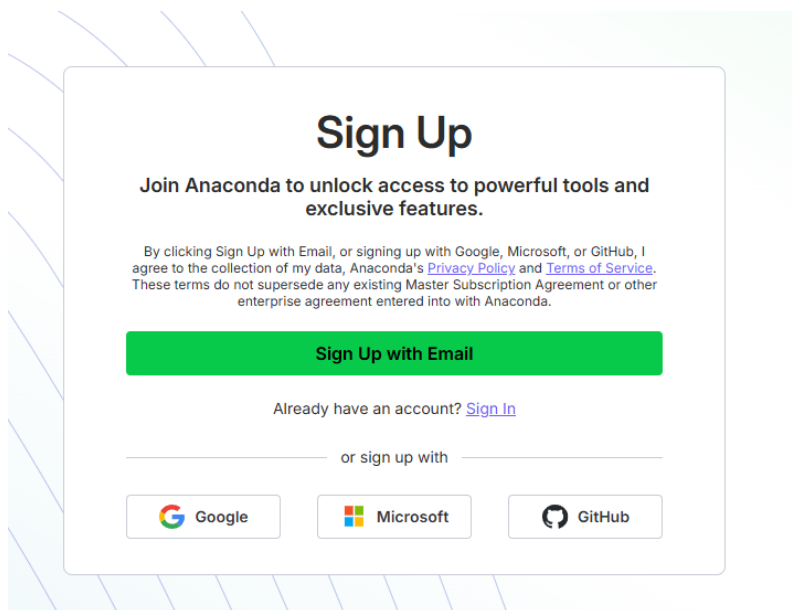 Sign Up
Join Anaconda to unlock access to powerful tools and
exclusive features.
By clicking Sign Up with Email, or signing up with Google, Microsoft, or GitHub, I
agree to the collection of my data, Anaconda's Privacy Policy and Terms of Service.
These terms do not supersede any existing Master Subscription Agreement or other
enterprise agreement entered into with Anaconda.
Sign Up with Email
Already have an account? Sign In
or sign up with
Google Microsoft GitHub